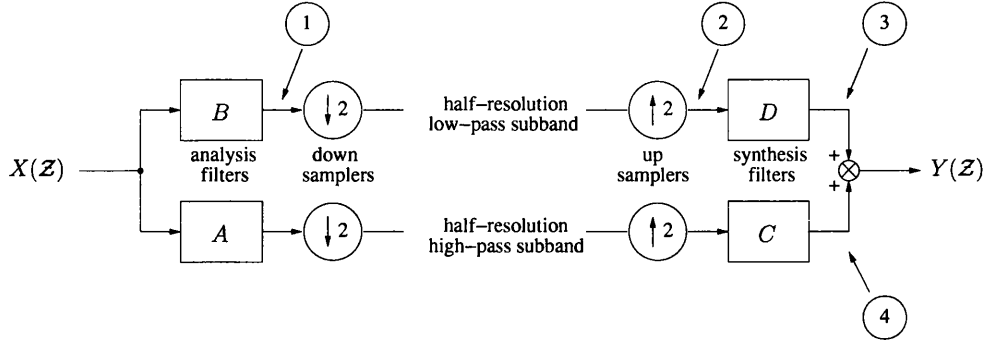 1
2
3
B
↓ 2
half–resolution
low–pass subband
↑ 2
D
analysis
filters
down
samplers
up
samplers
synthesis
filters
X(Z)
+
+
Y(Z)
A
↓ 2
half–resolution
high–pass subband
↑ 2
C
4